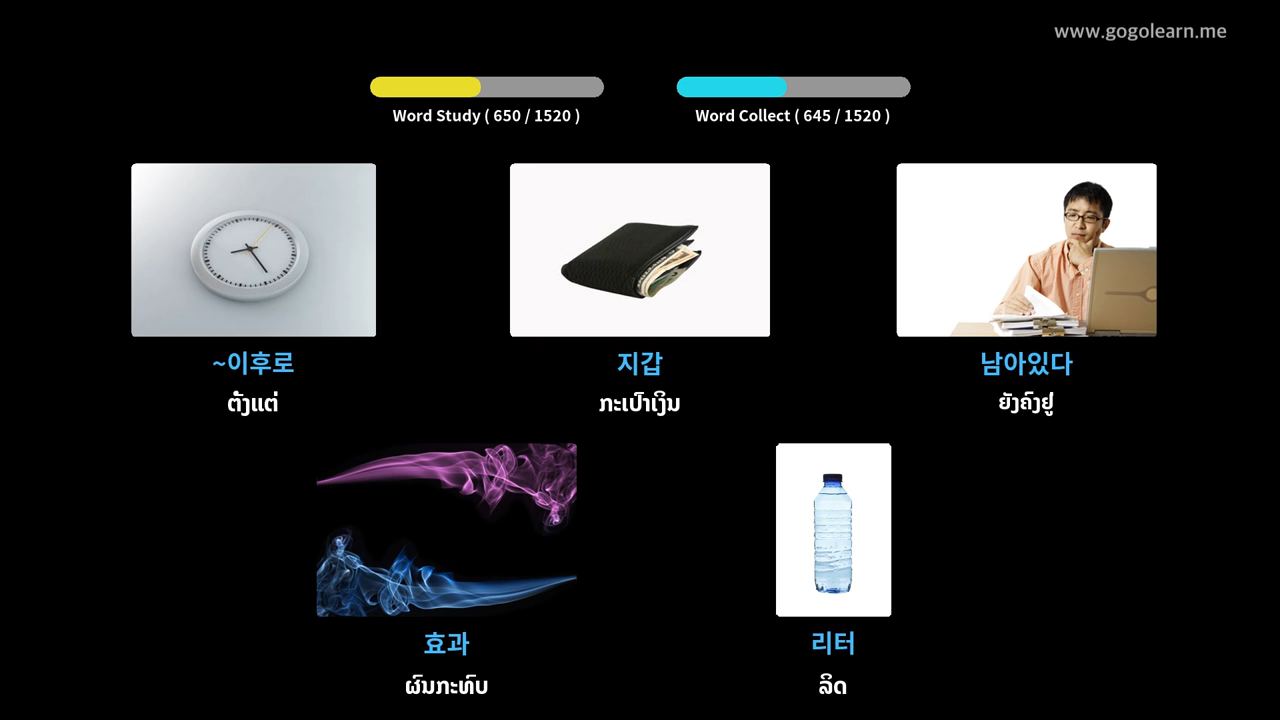 www.gogolearn.me
Word Study ( 650 / 1520 )
Word Collect ( 645 / 1520 )
~이후로
지갑
남아있다
ຕັ້ງແຕ່
ກະເປົາເງິນ
ຍັງຄົງຢູ່
효과
리터
ຜົນກະທົບ
ລິດ